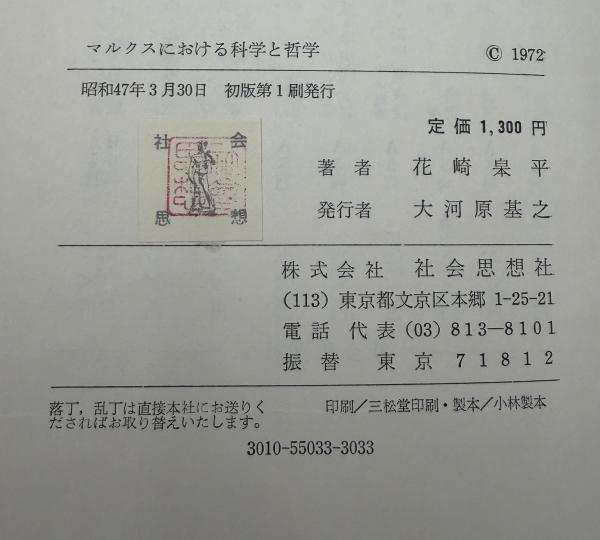 マルクスにおける科学と哲学 © 1972
昭和47年3月30日 初版第1刷発行
定価 1,300 円
社 会
思 想
著者 花崎皐平
発行者 大河原基之
株式会社 社会思想社
(113) 東京都文京区本郷 1-25-21
電話 代表 (03) 813—8101
振替 東京 71812
落丁，乱丁は直接本社にお送りく
ださればお取り替えいたします。
印刷／三松堂印刷・製本／小林製本
3010-55033-3033